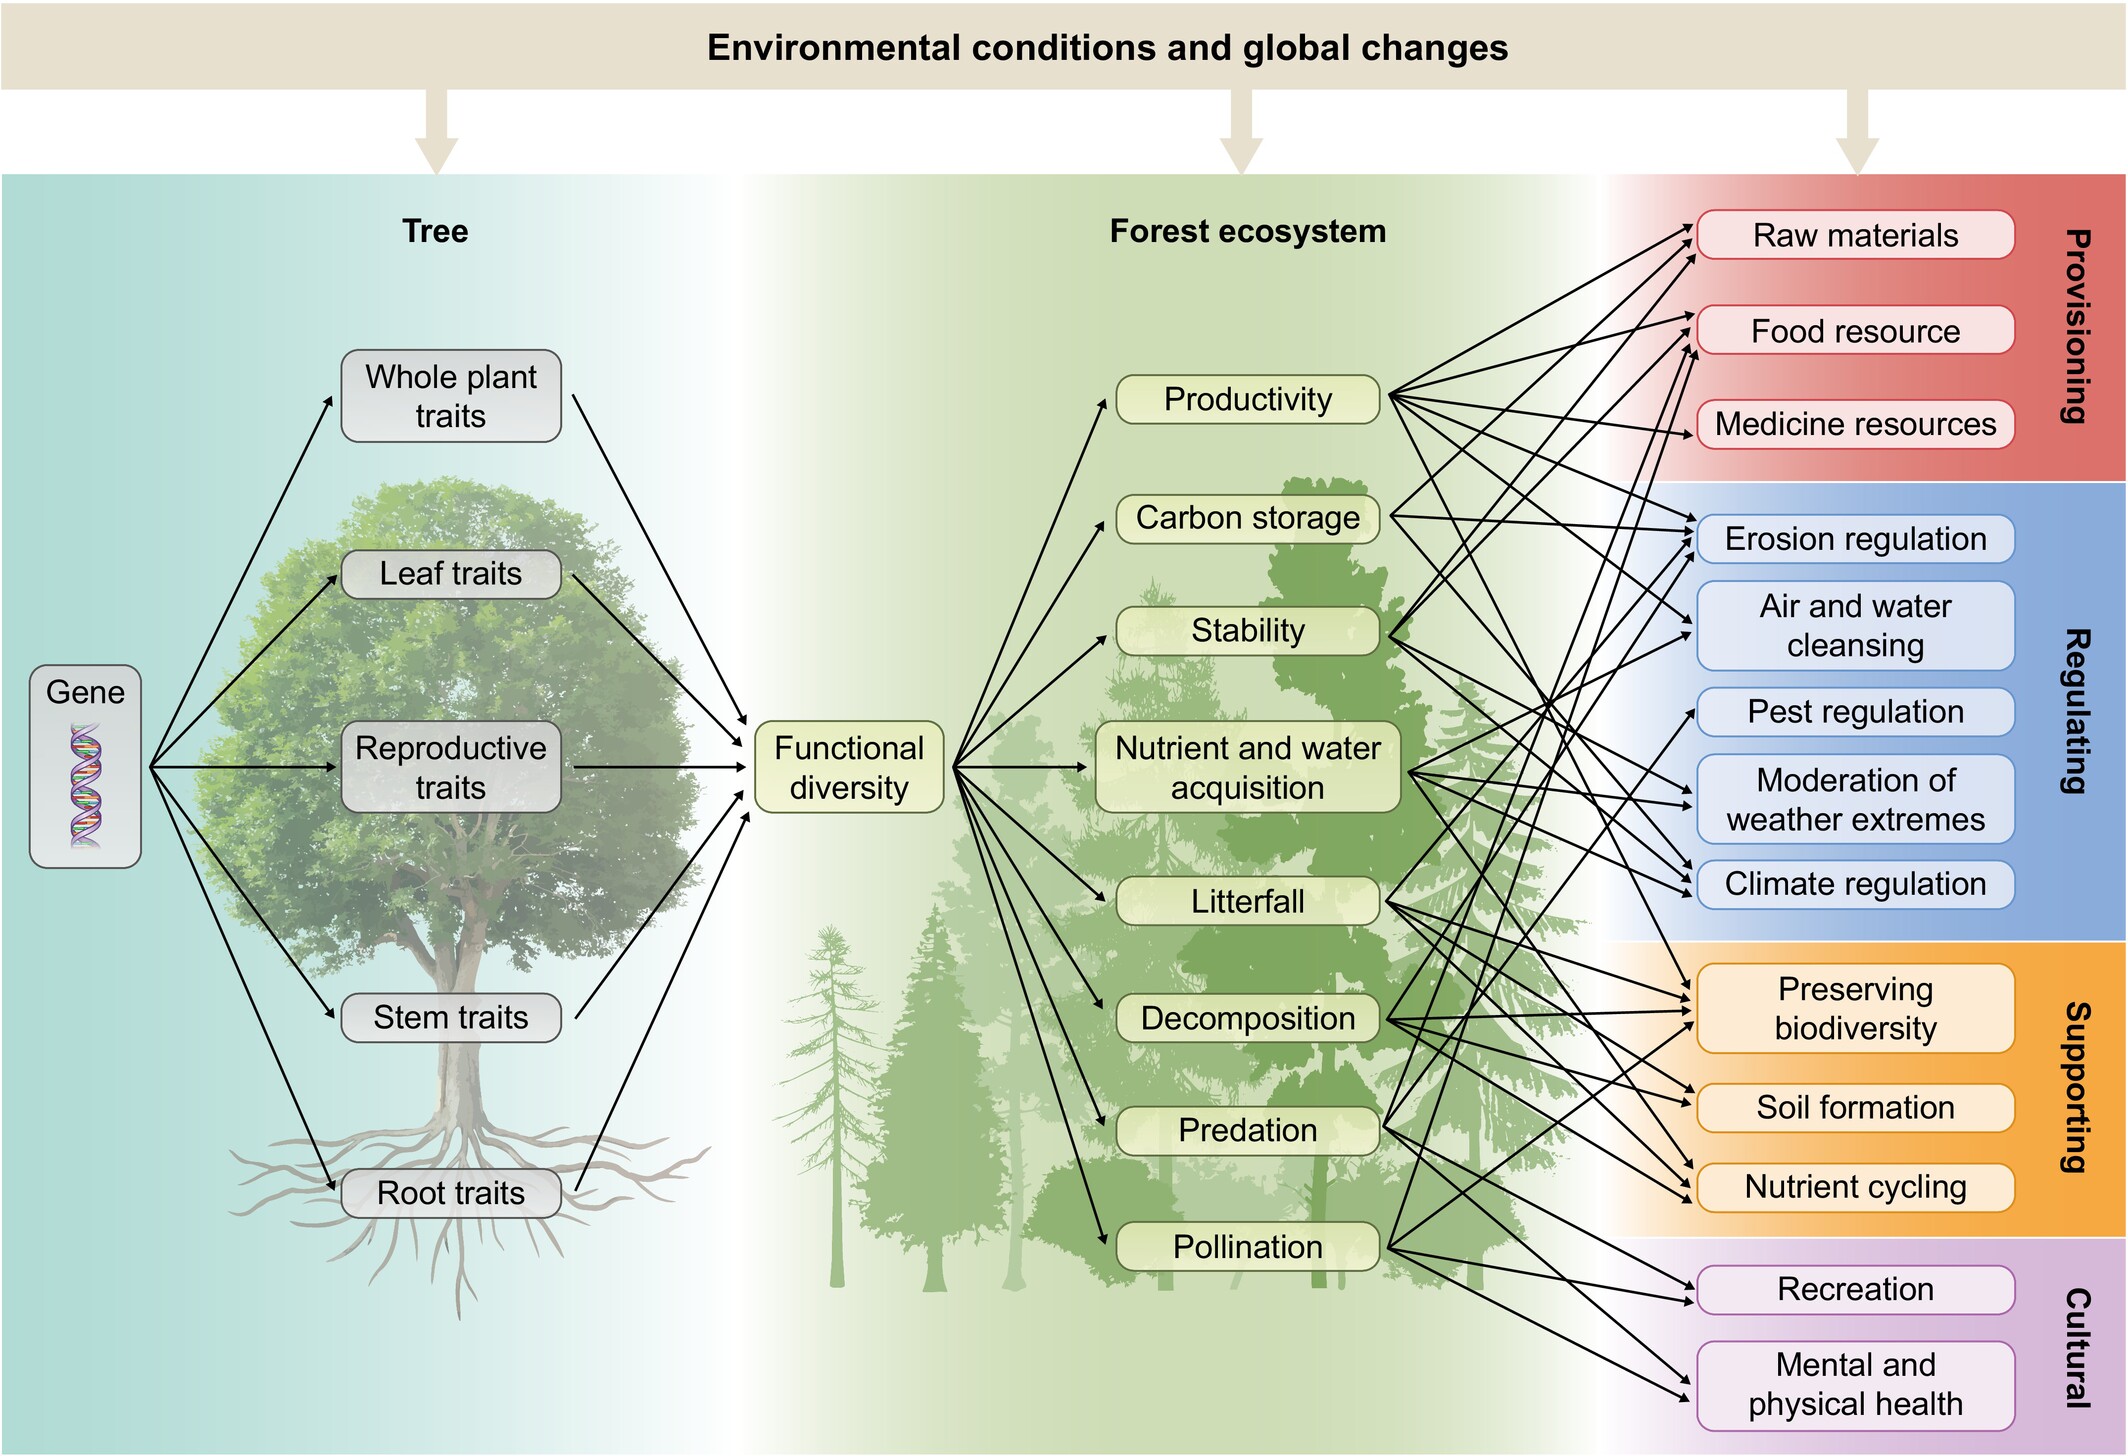 Environmental conditions and global changes
Tree
Forest ecosystem
Gene
Whole plant
traits
Leaf traits
Reproductive
traits
Stem traits
Root traits
Functional
diversity
Productivity
Carbon storage
Stability
Nutrient and water
acquisition
Litterfall
Decomposition
Predation
Pollination
Raw materials
Food resource
Medicine resources
Provisioning
Erosion regulation
Air and water
cleansing
Pest regulation
Moderation of
weather extremes
Climate regulation
Regulating
Preserving
biodiversity
Soil formation
Nutrient cycling
Supporting
Recreation
Mental and
physical health
Cultural